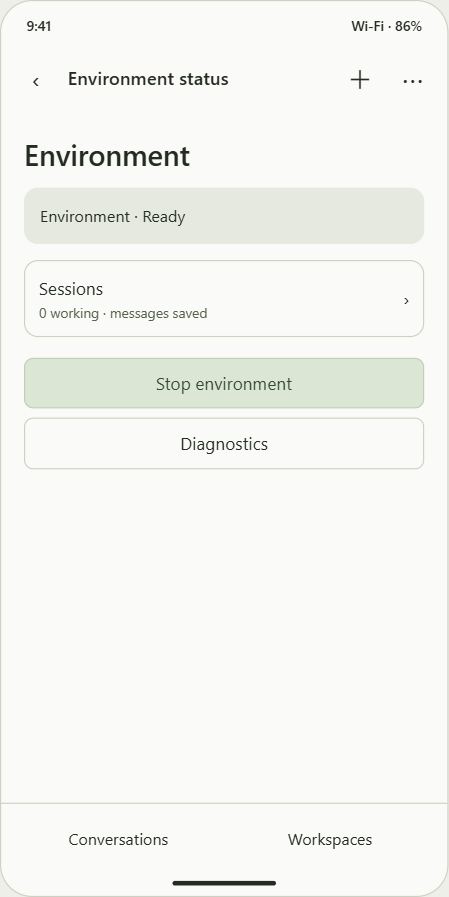 9:41
Wi-Fi · 86%
‹ Environment status + ...
Environment
Environment · Ready
Sessions
0 working · messages saved
›
Stop environment
Diagnostics
Conversations
Workspaces